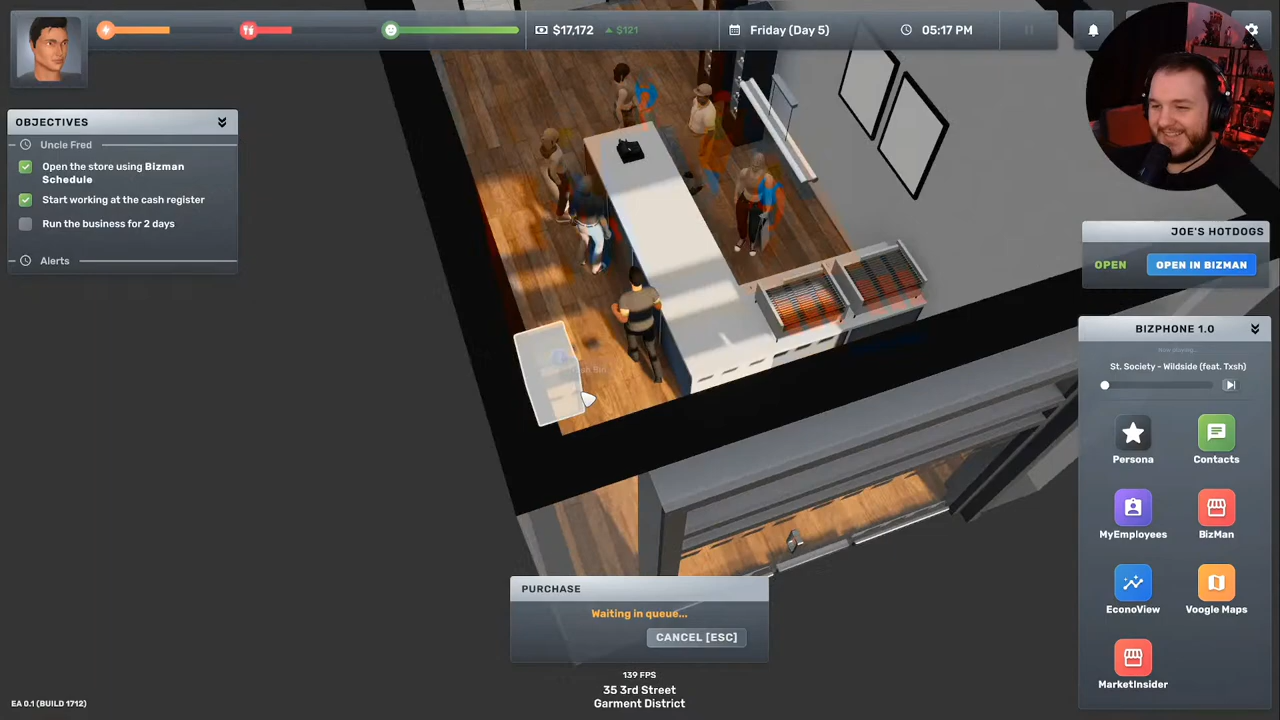 $17,172
$121
Friday (Day 5)
05:17 PM
OBJECTIVES
Uncle Fred
Open the store using Bizman
Schedule
Start working at the cash register
Run the business for 2 days
Alerts
JOE'S HOTDOGS
OPEN
OPEN IN BIZMAN
BIZPHONE 1.0
St. Society - Wildside (feat. Txsh)
Persona
Contacts
MyEmployees
BizMan
EconoView
Voogle Maps
MarketInsider
PURCHASE
Waiting in queue...
CANCEL [ESC]
139 FPS
35 3rd Street
Garment District
EA 0.1 (BUILD 1712)